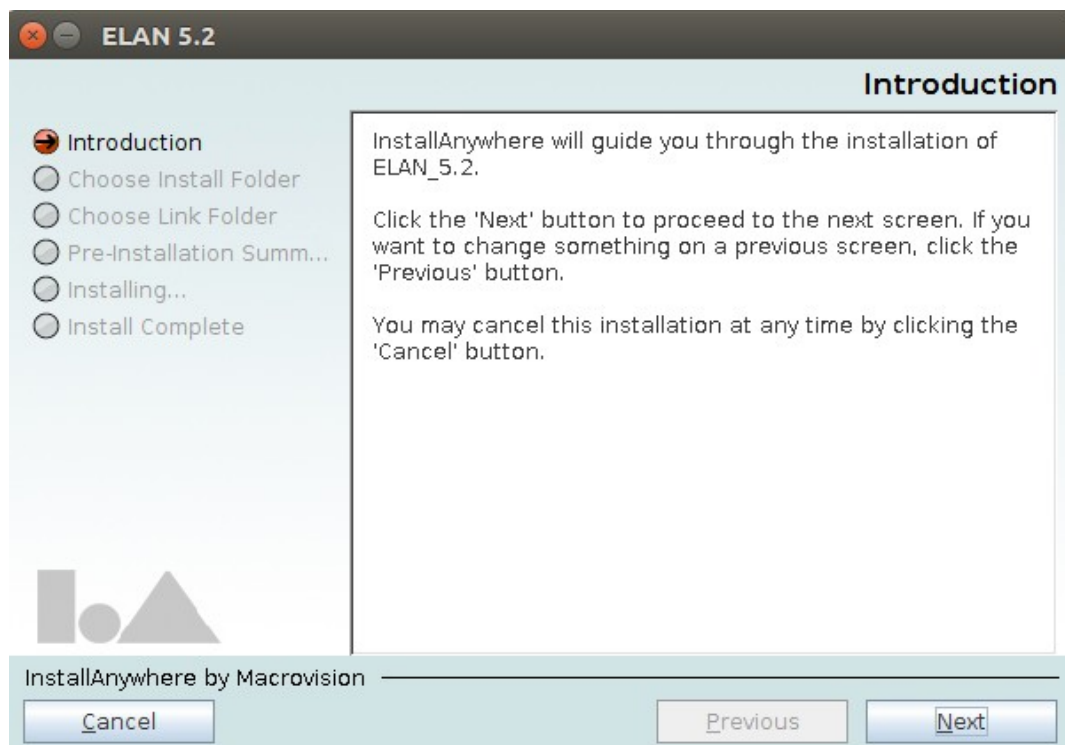 ELAN 5.2
Introduction
Introduction
Choose Install Folder
Choose Link Folder
Pre-Installation Summ...
Installing...
Install Complete
InstallAnywhere will guide you through the installation of
ELAN_5.2.
Click the 'Next' button to proceed to the next screen. If you
want to change something on a previous screen, click the
'Previous' button.
You may cancel this installation at any time by clicking the
'Cancel' button.
InstallAnywhere by Macrovision
Cancel
Previous
Next